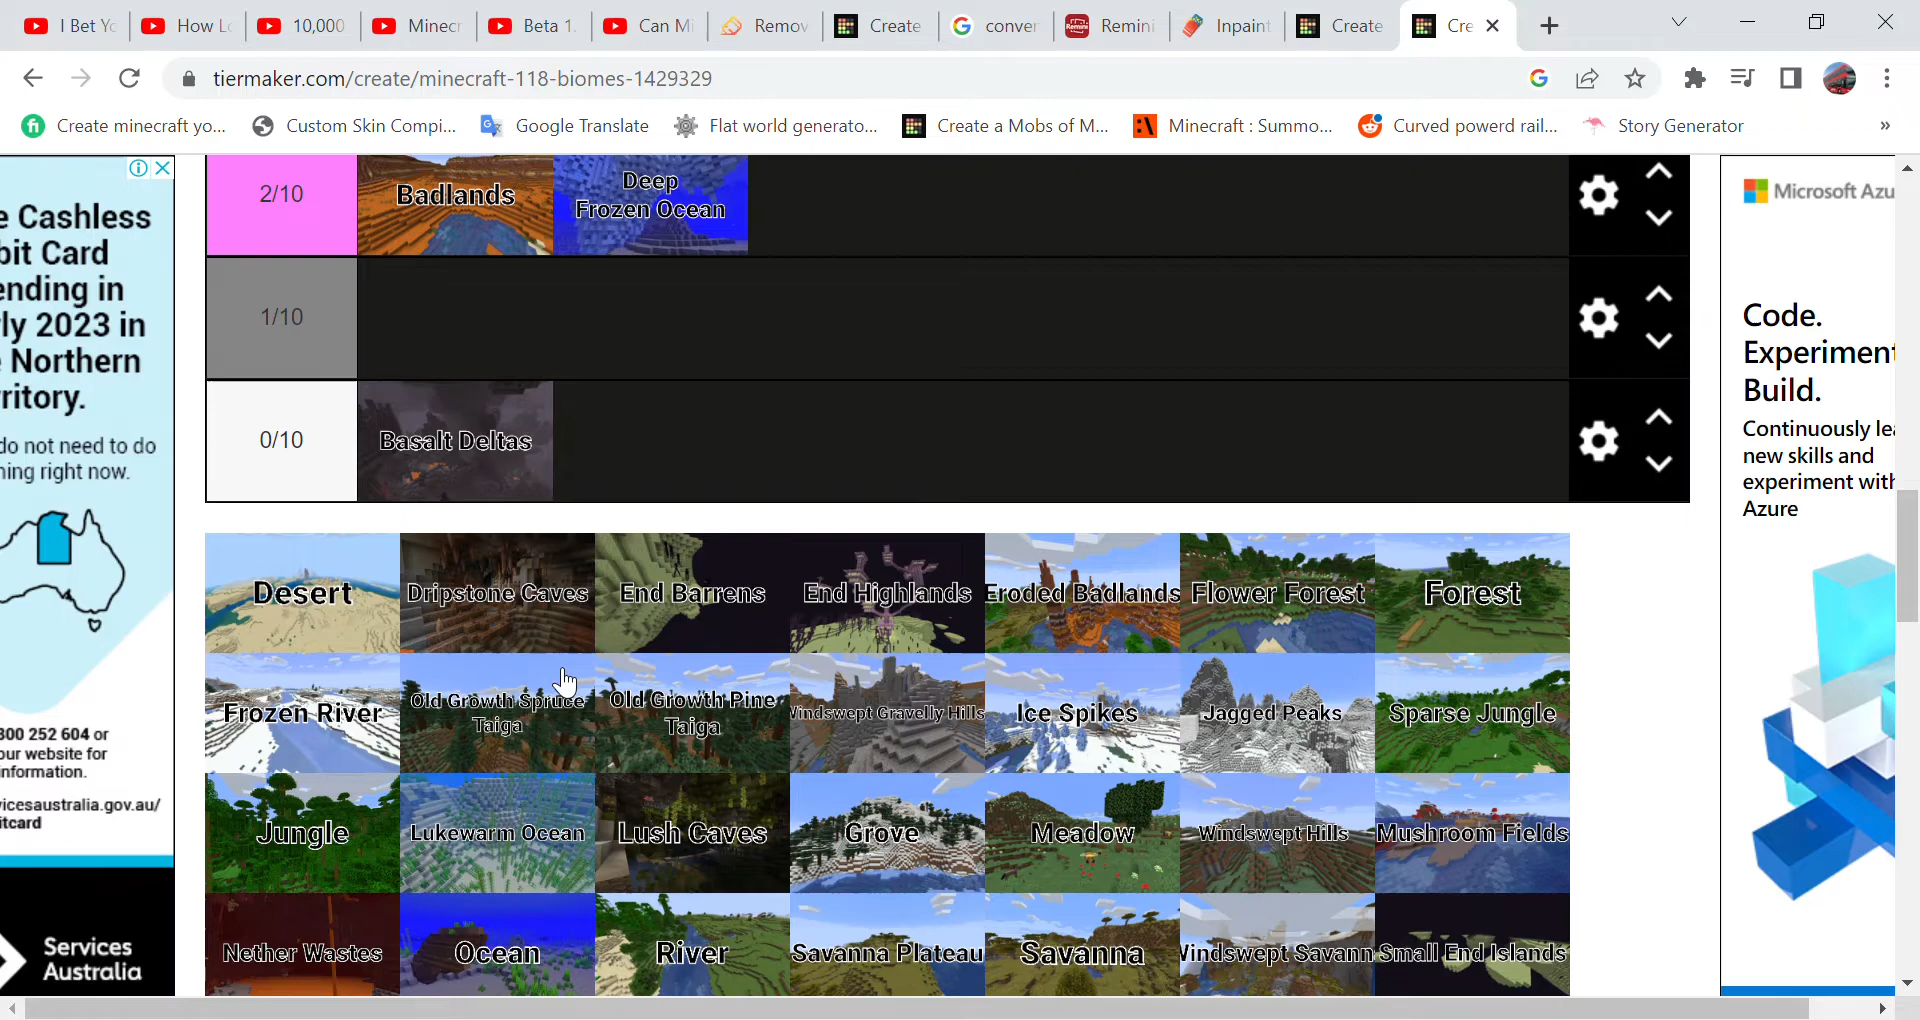 I Bet Yo
How Lo
10,000
Minecr
Beta 1.
Can Mi
Remov
Create
conver
Remini
Inpaint
Create
Cre
tiermaker.com/create/minecraft-118-biomes-1429329
Create minecraft yo...
Custom Skin Compi...
Google Translate
Flat world generato...
Create a Mobs of M...
Minecraft : Summo...
Curved powerd rail...
Story Generator
»
e Cashless
bit Card
ending in
rly 2023 in
e Northern
rritory.
do not need to do
hing right now.
300 252 604 or
our website for
information.
vicesaustralia.gov.au/
itcard
Services
Australia
2/10
Badlands
Deep
Frozen Ocean
1/10
0/10
Basalt Deltas
Desert
Dripstone Caves
End Barrens
End Highlands
Eroded Badlands
Flower Forest
Forest
Frozen River
Old Growth Spruce
Taiga
Old Growth Pine
Taiga
Windswept Gravelly Hills
Ice Spikes
Jagged Peaks
Sparse Jungle
Jungle
Lukewarm Ocean
Lush Caves
Grove
Meadow
Windswept Hills
Mushroom Fields
Nether Wastes
Ocean
River
Savanna Plateau
Savanna
Windswept Savann
Small End Islands
Microsoft Azu
Code.
Experiment
Build.
Continuously lea
new skills and
experiment with
Azure